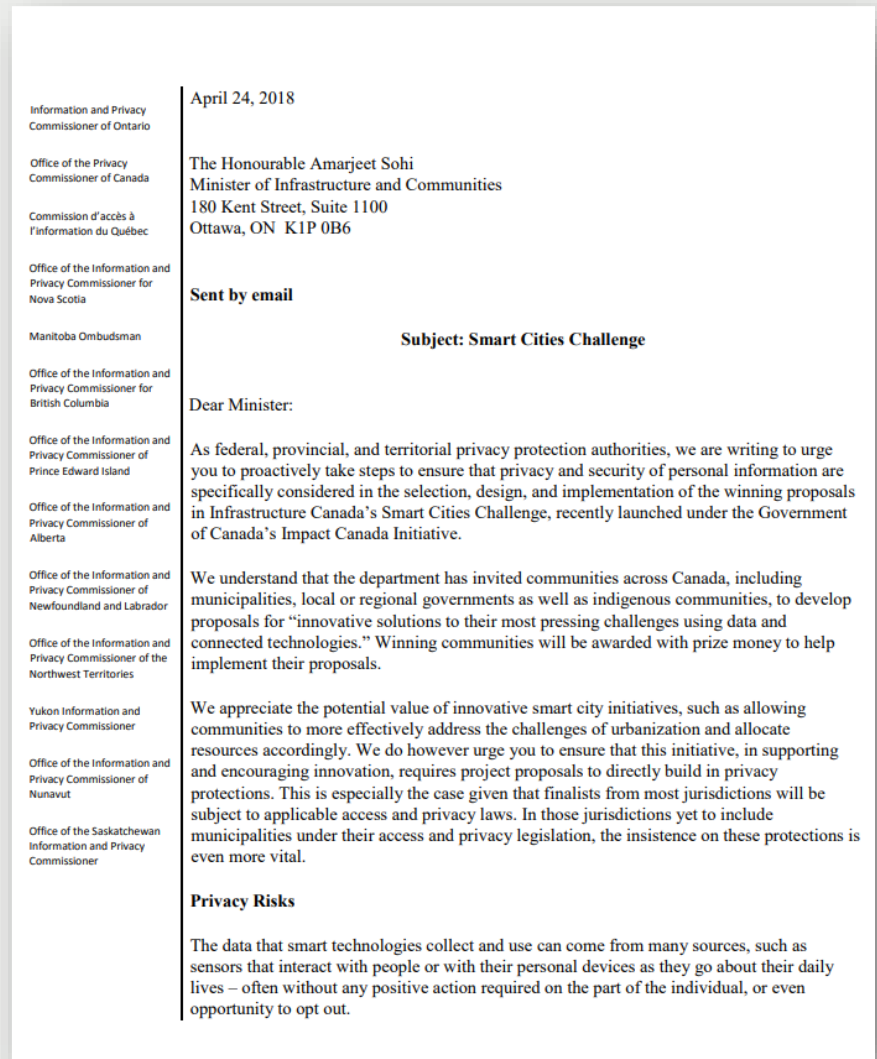 Information and Privacy
Commissioner of Ontario
Office of the Privacy
Commissioner of Canada
Commission d'accès à
l'information du Québec
Office of the Information and
Privacy Commissioner for
Nova Scotia
Manitoba Ombudsman
Office of the Information and
Privacy Commissioner for
British Columbia
Office of the Information and
Privacy Commissioner of
Prince Edward Island
Office of the Information and
Privacy Commissioner of
Alberta
Office of the Information and
Privacy Commissioner of
Newfoundland and Labrador
Office of the Information and
Privacy Commissioner of the
Northwest Territories
Yukon Information and
Privacy Commissioner
Office of the Information and
Privacy Commissioner of
Nunavut
Office of the Saskatchewan
Information and Privacy
Commissioner
April 24, 2018
The Honourable Amarjeet Sohi
Minister of Infrastructure and Communities
180 Kent Street, Suite 1100
Ottawa, ON K1P 0B6
Sent by email
Subject: Smart Cities Challenge
Dear Minister:
As federal, provincial, and territorial privacy protection authorities, we are writing to urge
you to proactively take steps to ensure that privacy and security of personal information are
specifically considered in the selection, design, and implementation of the winning proposals
in Infrastructure Canada's Smart Cities Challenge, recently launched under the Government
of Canada's Impact Canada Initiative.
We understand that the department has invited communities across Canada, including
municipalities, local or regional governments as well as indigenous communities, to develop
proposals for “innovative solutions to their most pressing challenges using data and
connected technologies.” Winning communities will be awarded with prize money to help
implement their proposals.
We appreciate the potential value of innovative smart city initiatives, such as allowing
communities to more effectively address the challenges of urbanization and allocate
resources accordingly. We do however urge you to ensure that this initiative, in supporting
and encouraging innovation, requires project proposals to directly build in privacy
protections. This is especially the case given that finalists from most jurisdictions will be
subject to applicable access and privacy laws. In those jurisdictions yet to include
municipalities under their access and privacy legislation, the insistence on these protections is
even more vital.
Privacy Risks
The data that smart technologies collect and use can come from many sources, such as
sensors that interact with people or with their personal devices as they go about their daily
lives – often without any positive action required on the part of the individual, or even
opportunity to opt out.